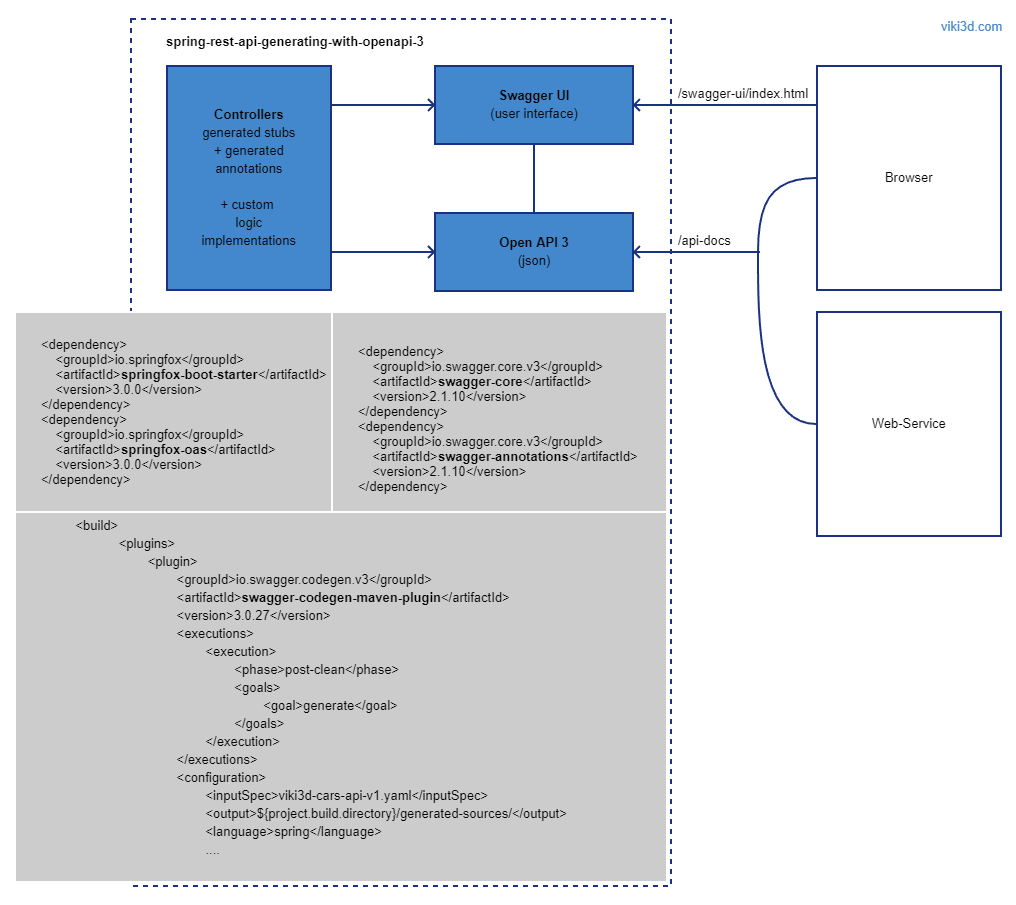 viki3d.com
spring-rest-api-generating-with-openapi-3
Controllers
generated stubs
+ generated
annotations
+ custom
logic
implementations
Swagger UI
(user interface)
/swagger-ui/index.html
Browser
Open API 3
(json)
/api-docs
Web-Service
<dependency>
<groupId>io.springfox</groupId>
<artifactId>springfox-boot-starter</artifactId>
<version>3.0.0</version>
</dependency>
<dependency>
<groupId>io.springfox</groupId>
<artifactId>springfox-oas</artifactId>
<version>3.0.0</version>
</dependency>
<dependency>
<groupId>io.swagger.core.v3</groupId>
<artifactId>swagger-core</artifactId>
<version>2.1.10</version>
</dependency>
<dependency>
<groupId>io.swagger.core.v3</groupId>
<artifactId>swagger-annotations</artifactId>
<version>2.1.10</version>
</dependency>
<build>
<plugins>
<plugin>
<groupId>io.swagger.codegen.v3</groupId>
<artifactId>swagger-codegen-maven-plugin</artifactId>
<version>3.0.27</version>
<executions>
<execution>
<phase>post-clean</phase>
<goals>
<goal>generate</goal>
</goals>
</execution>
</executions>
<configuration>
<inputSpec>viki3d-cars-api-v1.yaml</inputSpec>
<output>${project.build.directory}/generated-sources/</output>
<language>spring</language>
....